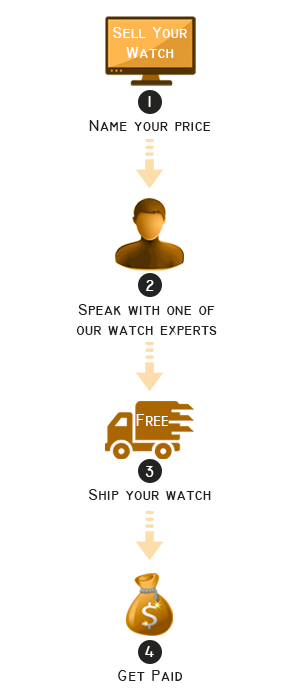 Sell Your
Watch
1
Name your price
2
Speak with one of
our watch experts
Free
3
Ship your watch
$
4
Get Paid